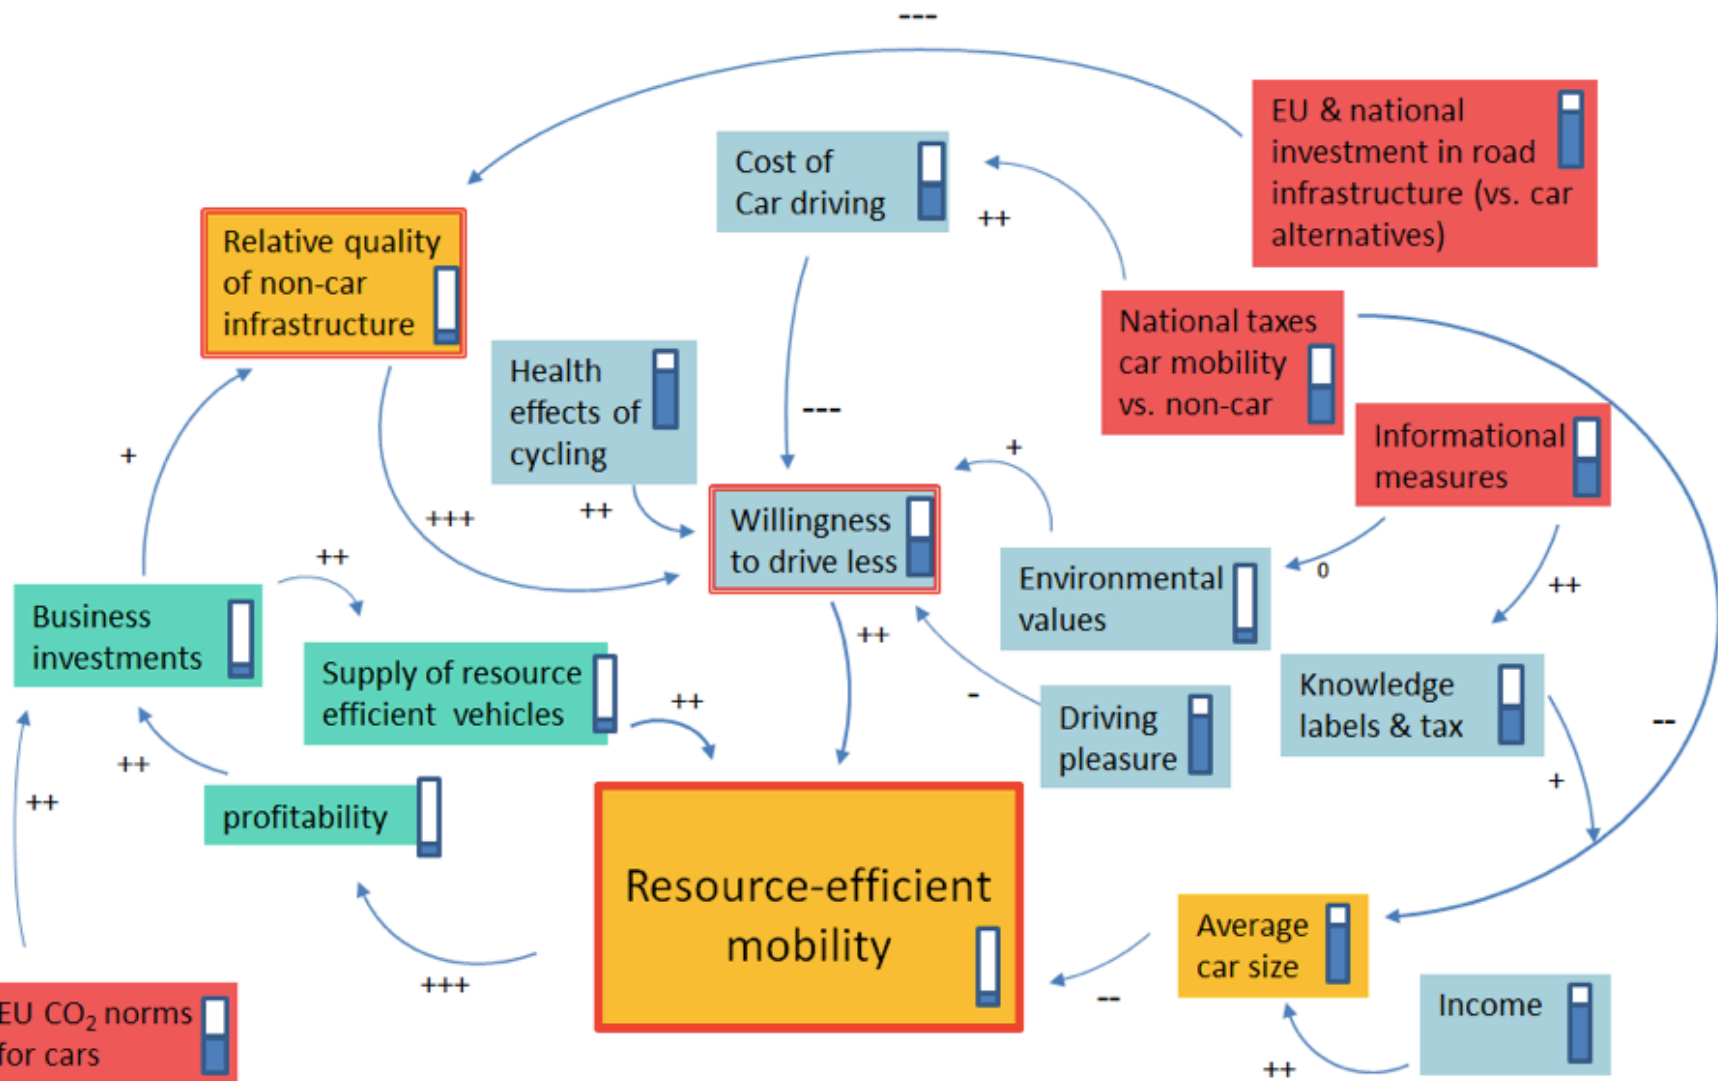 ---
EU & national
investment in road
infrastructure (vs. car
alternatives)
Cost of
Car driving
++
Relative quality
of non-car
infrastructure
National taxes
car mobility
vs. non-car
Health
effects of
cycling
---
Informational
measures
+
+
+++
++
Willingness
to drive less
++
Environmental
values
0
++
Business
investments
++
Supply of resource
efficient vehicles
++
Knowledge
labels & tax
-
Driving
pleasure
--
++
++
+
profitability
Resource-efficient
mobility
+++
Average
car size
--
EU CO₂ norms
for cars
Income
++